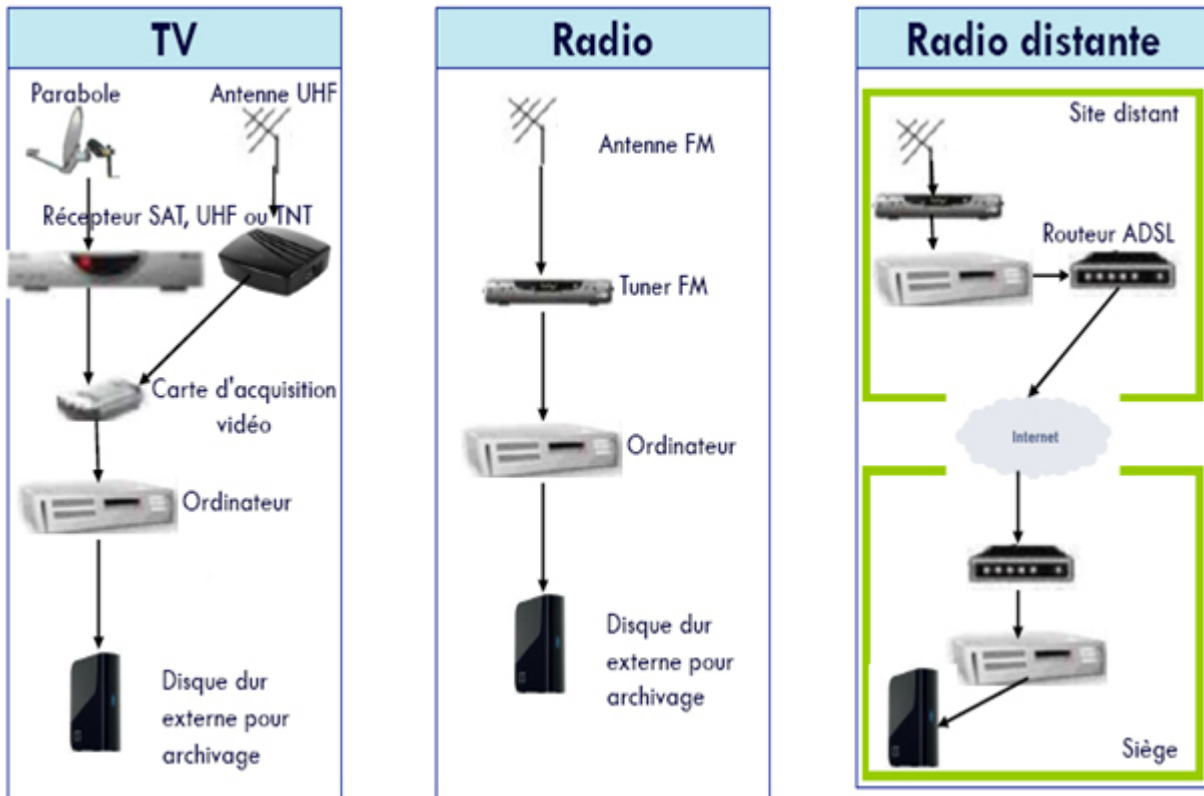 TV
Parabole
Antenne UHF
Récepteur SAT, UHF ou TNT
Carte d'acquisition
vidéo
Ordinateur
Disque dur
externe pour
archivage
Radio
Antenne FM
Tuner FM
Ordinateur
Disque dur
externe pour
archivage
Radio distante
Site distant
Routeur ADSL
Internet
Siège